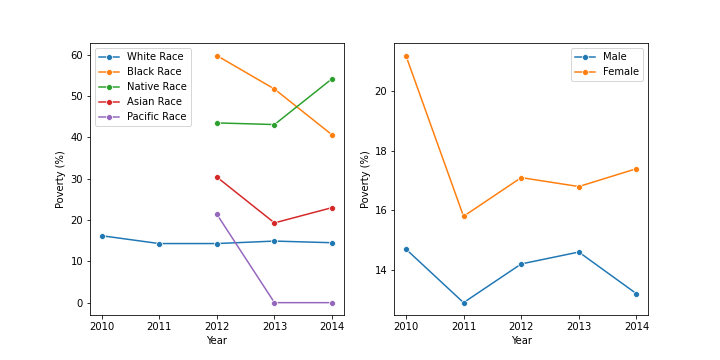 60
50
40
30
20
10
0
Poverty (%)
White Race
Black Race
Native Race
Asian Race
Pacific Race
2010 2011 2012 2013 2014
Year
20
18
16
14
Poverty (%)
Male
Female
2010 2011 2012 2013 2014
Year